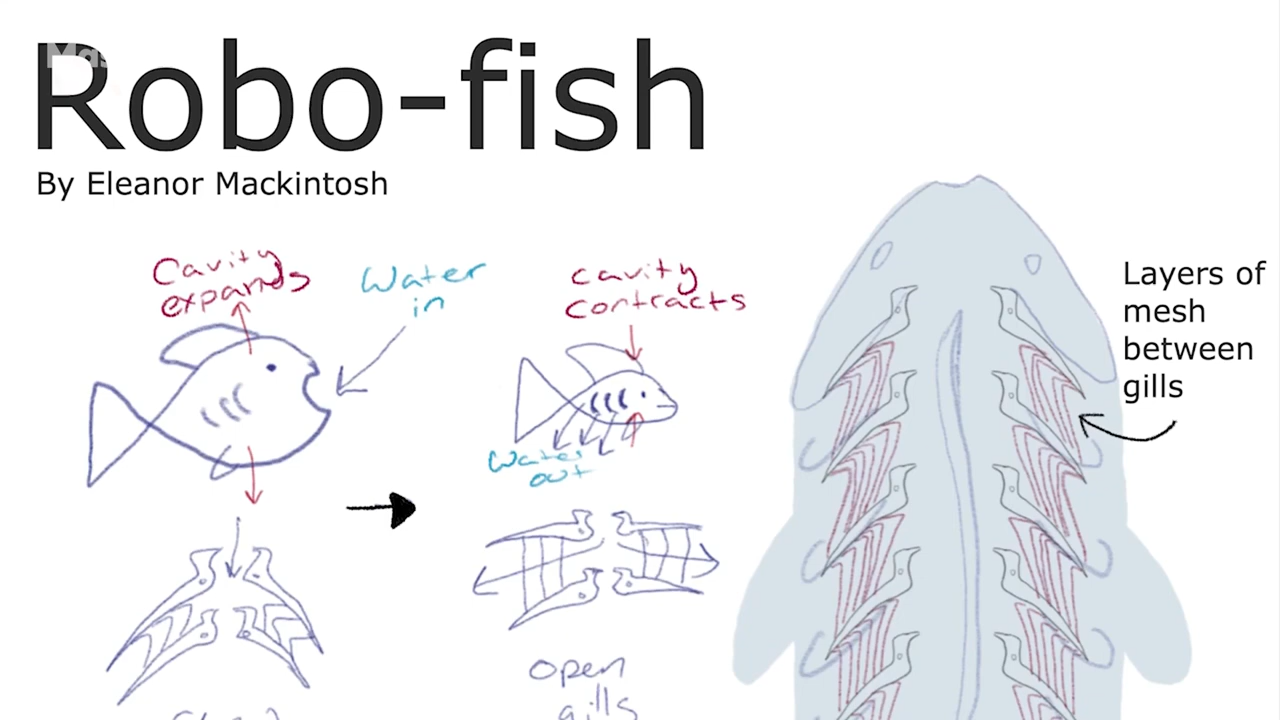 Robo-fish
By Eleanor Mackintosh
Cavity
expands
Water
in
cavity
contracts
Water
out
Layers of
mesh
between
gills
open
gills